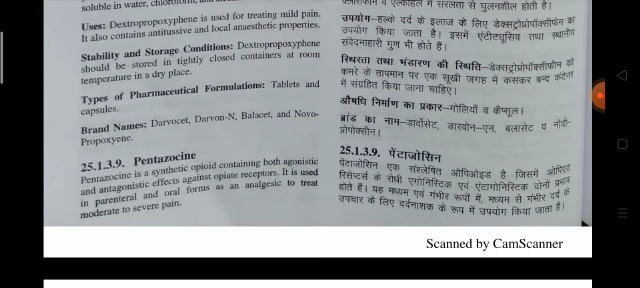 soluble in water, chloroform, and
Uses: Dextropropoxyphene is used for treating mild pain.
It also contains antitussive and local anaesthetic properties.
Stability and Storage Conditions: Dextropropoxyphene
should be stored in tightly closed containers at room
temperature in a dry place.
Types of Pharmaceutical Formulations: Tablets and
capsules.
Brand Names: Darvocet, Darvon-N, Balacet, and Novo-
Propoxyene.
25.1.3.9. Pentazocine
Pentazocine is a synthetic opioid containing both agonistic
and antagonistic effects against opiate receptors. It is used
in parenteral and oral forms as an analgesic to treat
moderate to severe pain.
क्लोरोफॉर्म व एल्कोहल में सरलता से घुलनशील होती है।
उपयोग-हल्के दर्द के इलाज के लिए डेक्सट्रोप्रोपॉक्सीफीन का
उपयोग किया जाता है। इसमें एंटीट्यूसिव तथा स्थानीय
संवेदनाहारी गुण भी होते हैं।
स्थिरता तथा भंडारण की स्थिति-डेक्सट्रोप्रोपॉक्सीफीन को
कमरे के तापमान पर एक सूखी जगह में कसकर बन्द कंटेनर
में संग्रहित किया जाना चाहिए।
औषधि निर्माण का प्रकार-गोलियाँ व कैप्सूल।
ब्रांड का नाम-डार्वोसेट, डारवोन-एन, बलासेट व नोवो-
प्रोपोक्सीन।
25.1.3.9. पेंटाजोसिन
पेंटाजोसिन एक संश्लेषित ओपिओइड है जिसमें ओपिएट
रिसेप्टर्स के रोधी एगोनिस्टिक एवं एंटागोनिस्टिक दोनों प्रभाव
होते हैं। यह मध्यम एवं गंभीर रूपों में, मध्यम से गंभीर दर्द के
उपचार के लिए दर्दनाशक के रूप में उपयोग किया जाता है।
Scanned by CamScanner